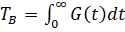 T_B = ∫_0^∞ G(t)dt